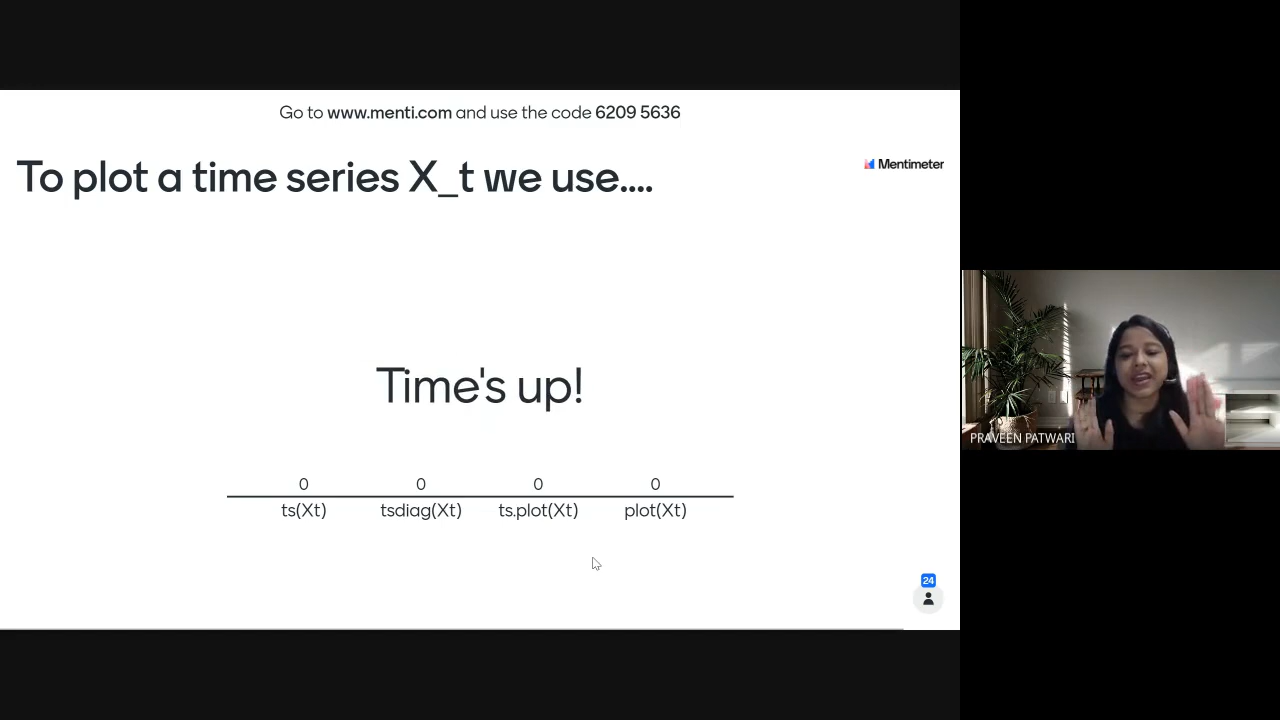 Go to www.menti.com and use the code 6209 5636
To plot a time series X_t we use....
Mentimeter
Time's up!
0 0 0 0
ts(Xt) tsdiag(Xt) ts.plot(Xt) plot(Xt)
24
PRAVEEN PATWARI